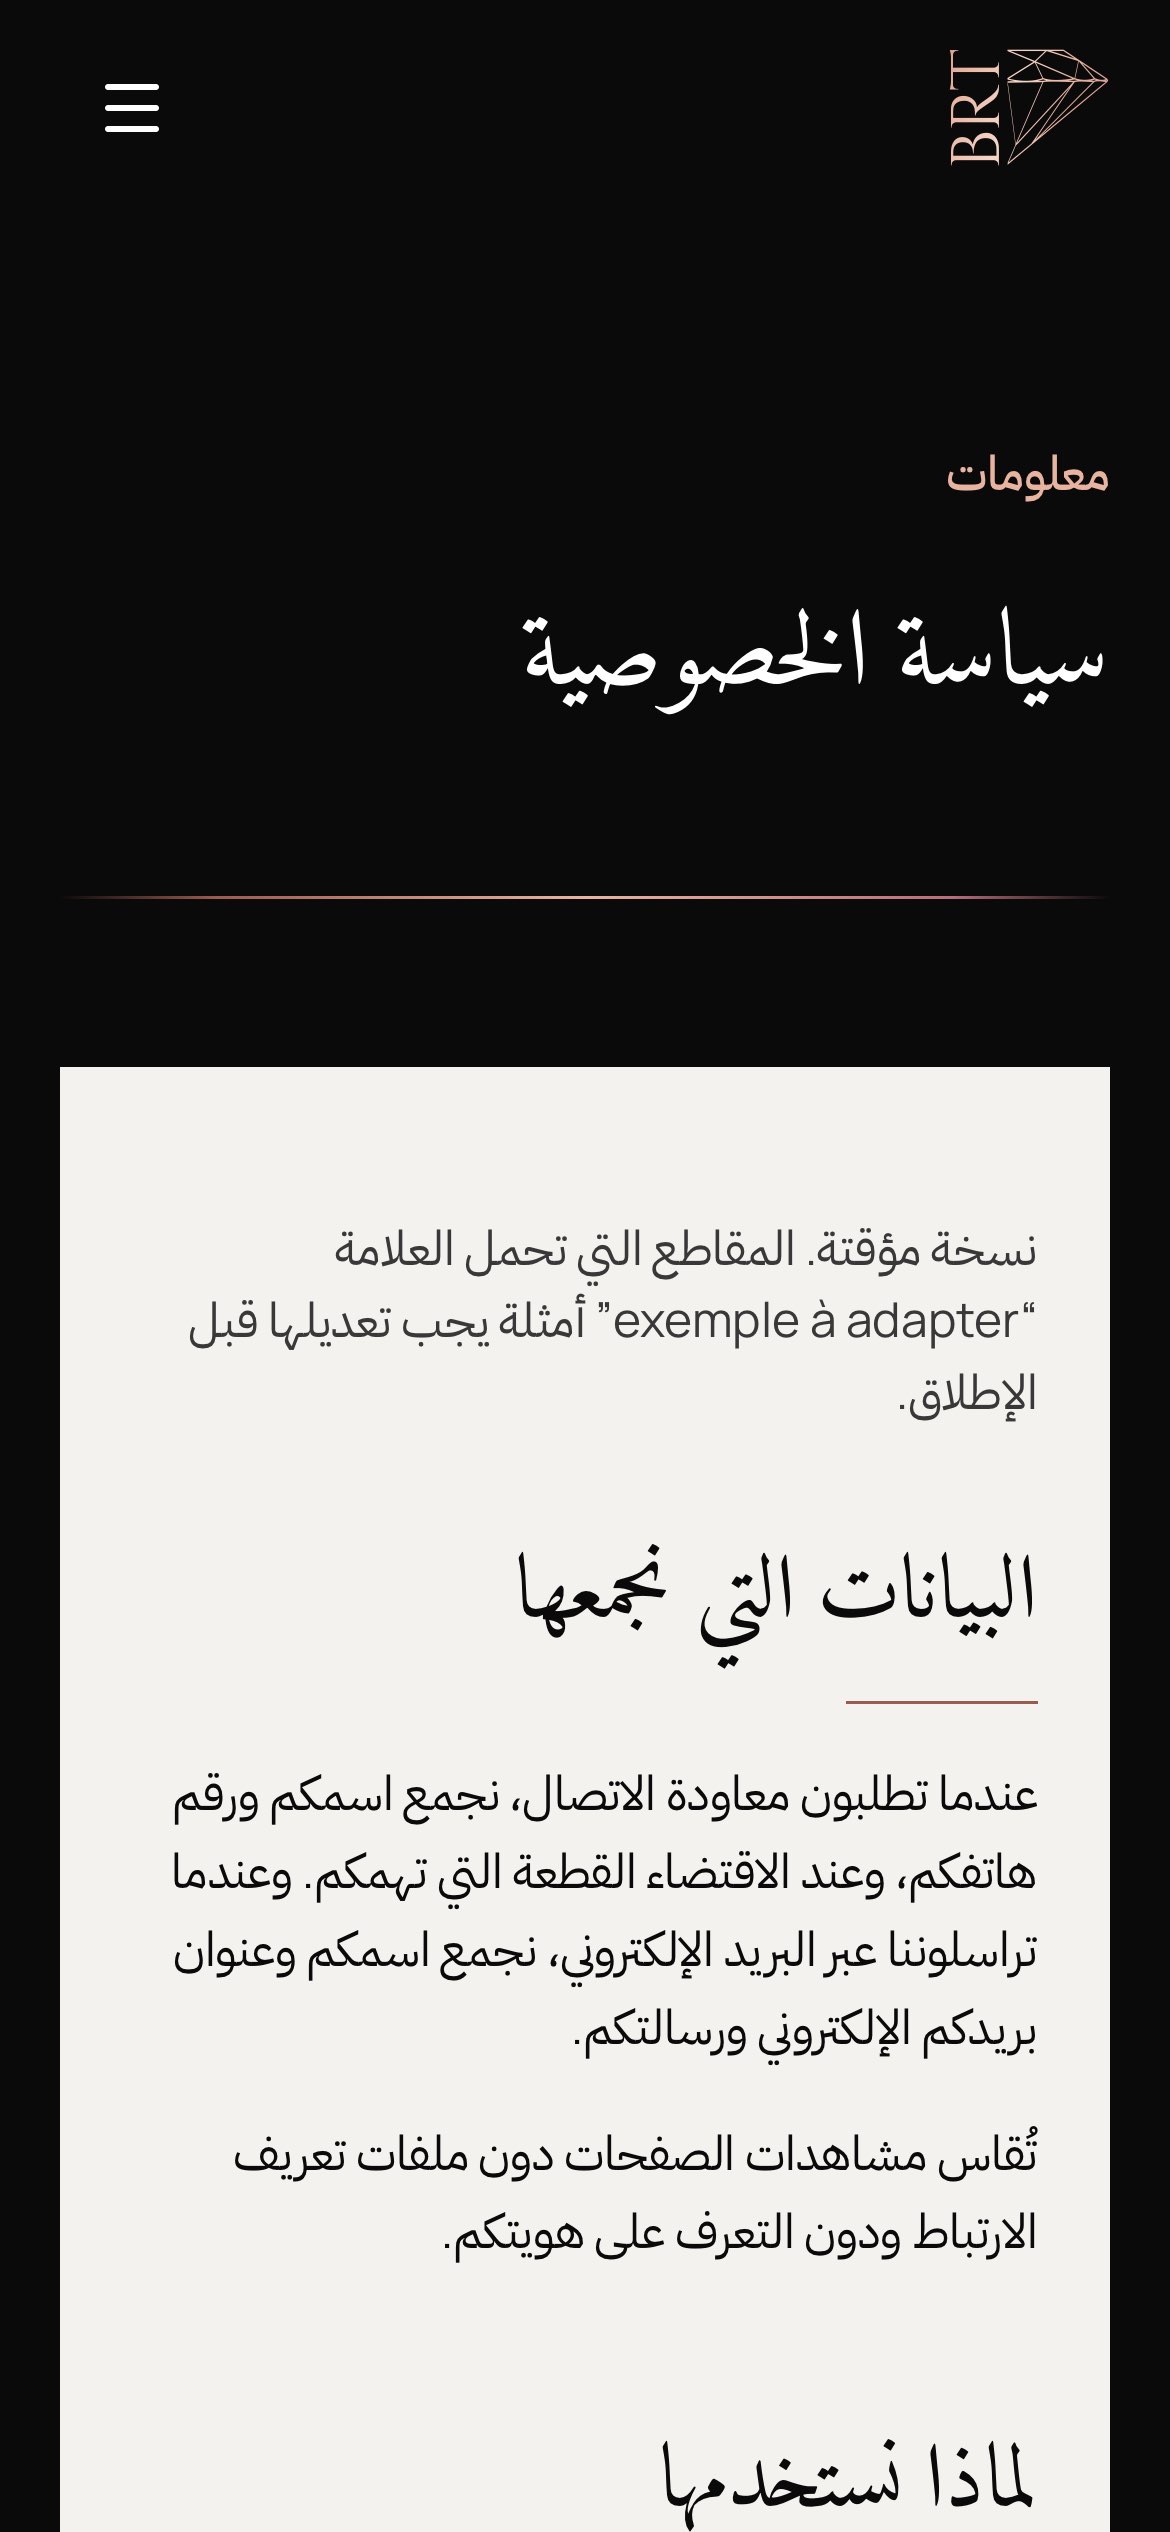 BRT
معلومات
سياسة الخصوصية
نسخة مؤقتة. المقاطع التي تحمل العلامة
“exemple à adapter” أمثلة يجب تعديلها قبل
الإطلاق.
البيانات التي نجمعها
عندما تطلبون معاودة الاتصال، نجمع اسمكم ورقم
هاتفكم، وعند الاقتضاء القطعة التي تهمكم. وعندما
تراسلوننا عبر البريد الإلكتروني، نجمع اسمكم وعنوان
بريدكم الإلكتروني ورسالتكم.
تُقاس مشاهدات الصفحات دون ملفات تعريف
الارتباط ودون التعرف على هويتكم.
لماذا نستخدمها